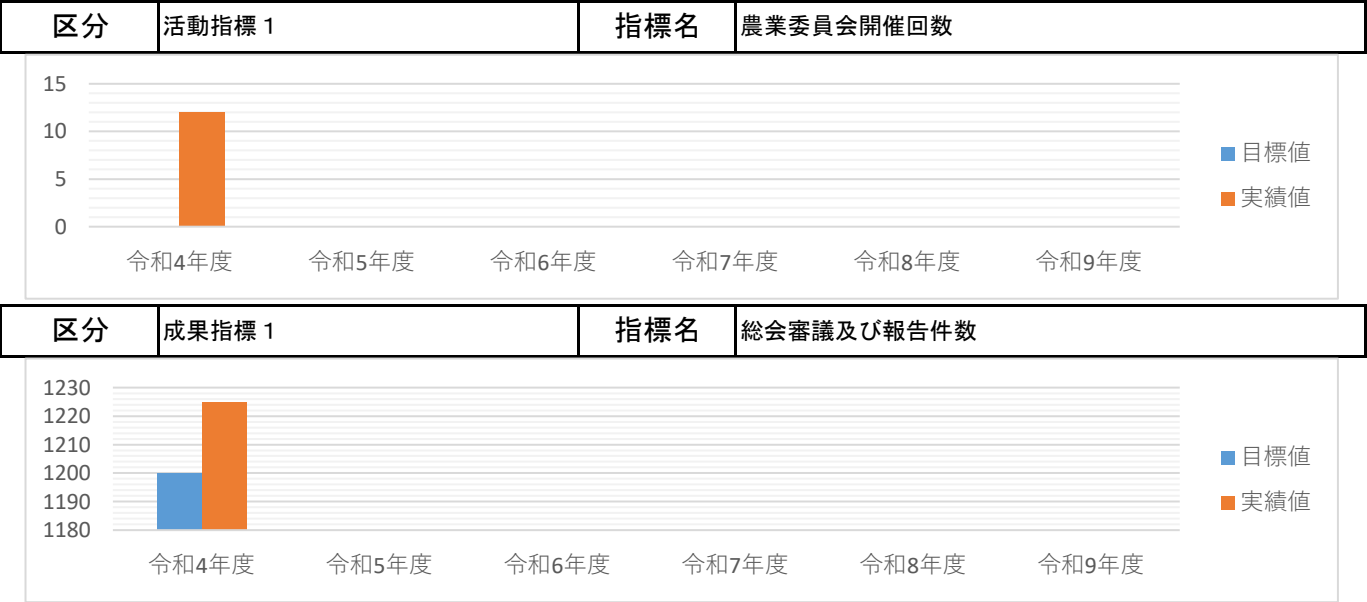 区分 活動指標1 指標名 農業委員会開催回数
15
10
5
0
令和4年度 令和5年度 令和6年度 令和7年度 令和8年度 令和9年度
目標値
実績値
区分 成果指標1 指標名 総会審議及び報告件数
1230
1220
1210
1200
1190
1180
令和4年度 令和5年度 令和6年度 令和7年度 令和8年度 令和9年度
目標値
実績値